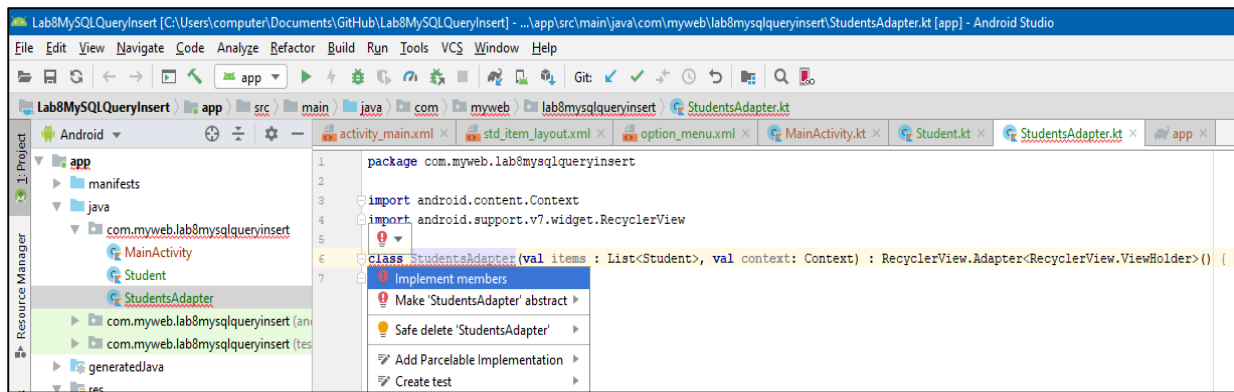 Lab8MySQLQueryInsert [C:\Users\computer\Documents\GitHub\Lab8MySQLQueryInsert] - ...\app\src\main\java\com\myweb\lab8mysqlqueryinsert\StudentsAdapter.kt [app] - Android Studio
File Edit View Navigate Code Analyze Refactor Build Run Tools VCS Window Help
app Git:
Lab8MySQLQueryInsert app src main java com myweb lab8mysqlqueryinsert StudentsAdapter.kt
1: Project
Resource Manager
Android
app
manifests
java
com.myweb.lab8mysqlqueryinsert
MainActivity
Student
StudentsAdapter
com.myweb.lab8mysqlqueryinsert (an
com.myweb.lab8mysqlqueryinsert (tes
generatedJava
res
activity_main.xml std_item_layout.xml option_menu.xml MainActivity.kt Student.kt StudentsAdapter.kt app
1 package com.myweb.lab8mysqlqueryinsert
2
3 import android.content.Context
4 import android.support.v7.widget.RecyclerView
5
6 class StudentsAdapter(val items : List<Student>, val context: Context) : RecyclerView.Adapter<RecyclerView.ViewHolder>() {
7
Implement members
Make 'StudentsAdapter' abstract
Safe delete 'StudentsAdapter'
Add Parcelable Implementation
Create test